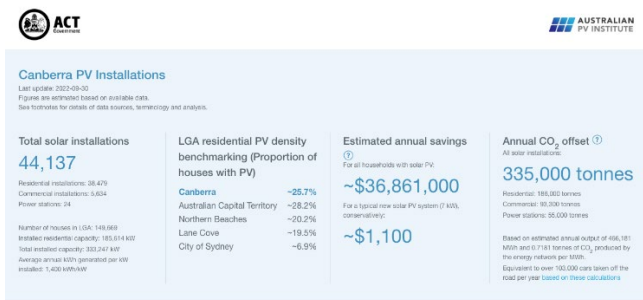 ACT
Government
AUSTRALIAN
PV INSTITUTE
Canberra PV Installations
Last update: 2022-09-30
Figures are estimated based on available data.
See footnotes for details of data sources, terminology and analysis.
Total solar installations
44,137
Residential installations: 38,479
Commercial installations: 5,634
Power stations: 24
Number of houses in LGA: 149,669
Installed residential capacity: 185,614 kW
Total installed capacity: 333,247 kW
Average annual kWh generated per kW
installed: 1,400 kWh/kW
LGA residential PV density
benchmarking (Proportion of
houses with PV)
Canberra ~25.7%
Australian Capital Territory ~28.2%
Northern Beaches ~20.2%
Lane Cove ~19.5%
City of Sydney ~6.9%
Estimated annual savings
?
For all households with solar PV:
~$36,861,000
For a typical new solar PV system (7 kW),
conservatively:
~$1,100
Annual CO2 offset ?
All solar installations:
335,000 tonnes
Residential: tonnes
Commercial: tonnes
Power stations: 55,000 tonnes
Based on estimated annual output of 466,181
MWh and 0.7181 tonnes of CO2 produced by
the energy network per MWh.
Equivalent to over cars taken off the
road per year based on these calculations